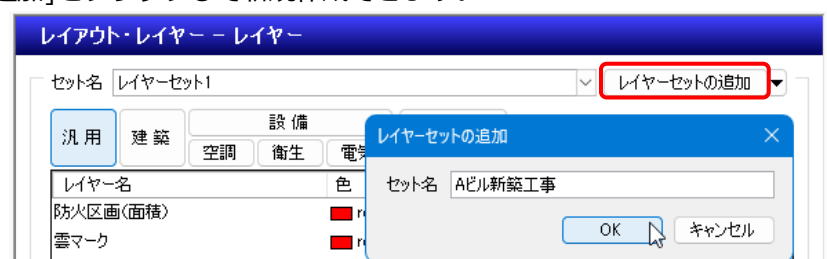 レイアウト・レイヤー － レイヤー
セット名 レイヤーセット1 レイヤーセットの追加
汎用 建築 設備
空調 衛生
レイヤーセットの追加
レイヤー名 色 セット名 Aビル新築工事
防火区画(面積)
雲マーク
OK キャンセル